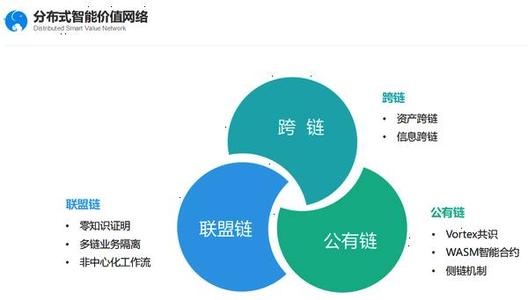 分布式智能价值网络
Distributed Smart Value Network
跨链
跨链
• 资产跨链
• 信息跨链
联盟链
• 零知识证明
• 多链业务隔离
• 非中心化工作流
联盟链
公有链
公有链
• Vortex共识
• WASM智能合约
• 侧链机制